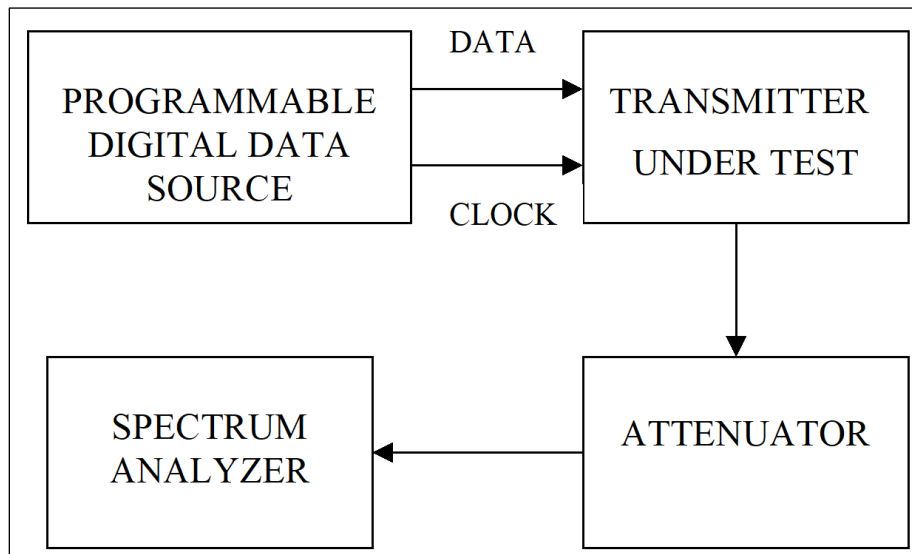 DATA
PROGRAMMABLE
DIGITAL DATA
SOURCE
CLOCK
TRANSMITTER
UNDER TEST
SPECTRUM
ANALYZER
ATTENUATOR